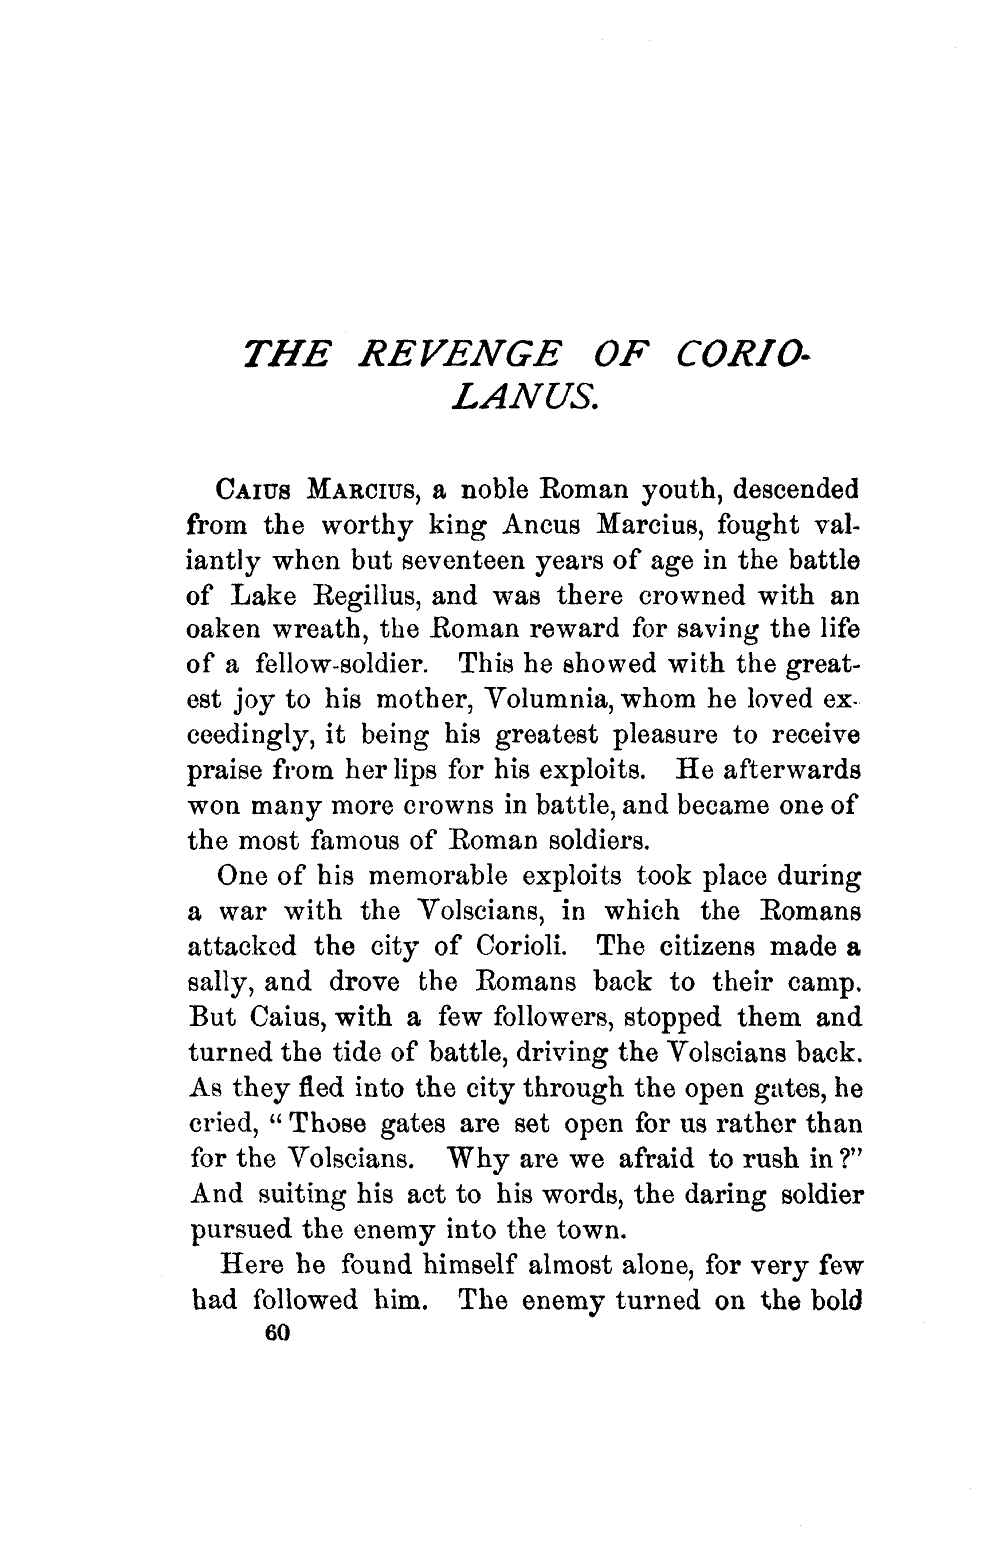 THE REVENGE OF CORIO-
LANUS.
CAIUS MARCIUS, a noble Roman youth, descended
from the worthy king Ancus Marcius, fought val-
iantly when but seventeen years of age in the battle
of Lake Regillus, and was there crowned with an
oaken wreath, the Roman reward for saving the life
of a fellow-soldier. This he showed with the great-
est joy to his mother, Volumnia, whom he loved ex-
ceedingly, it being his greatest pleasure to receive
praise from her lips for his exploits. He afterwards
won many more crowns in battle, and became one of
the most famous of Roman soldiers.
One of his memorable exploits took place during
a war with the Volscians, in which the Romans
attacked the city of Corioli. The citizens made a
sally, and drove the Romans back to their camp.
But Caius, with a few followers, stopped them and
turned the tide of battle, driving the Volscians back.
As they fled into the city through the open gates, he
cried, “Those gates are set open for us rather than
for the Volscians. Why are we afraid to rush in?”
And suiting his act to his words, the daring soldier
pursued the enemy into the town.
Here he found himself almost alone, for very few
had followed him. The enemy turned on the bold
60